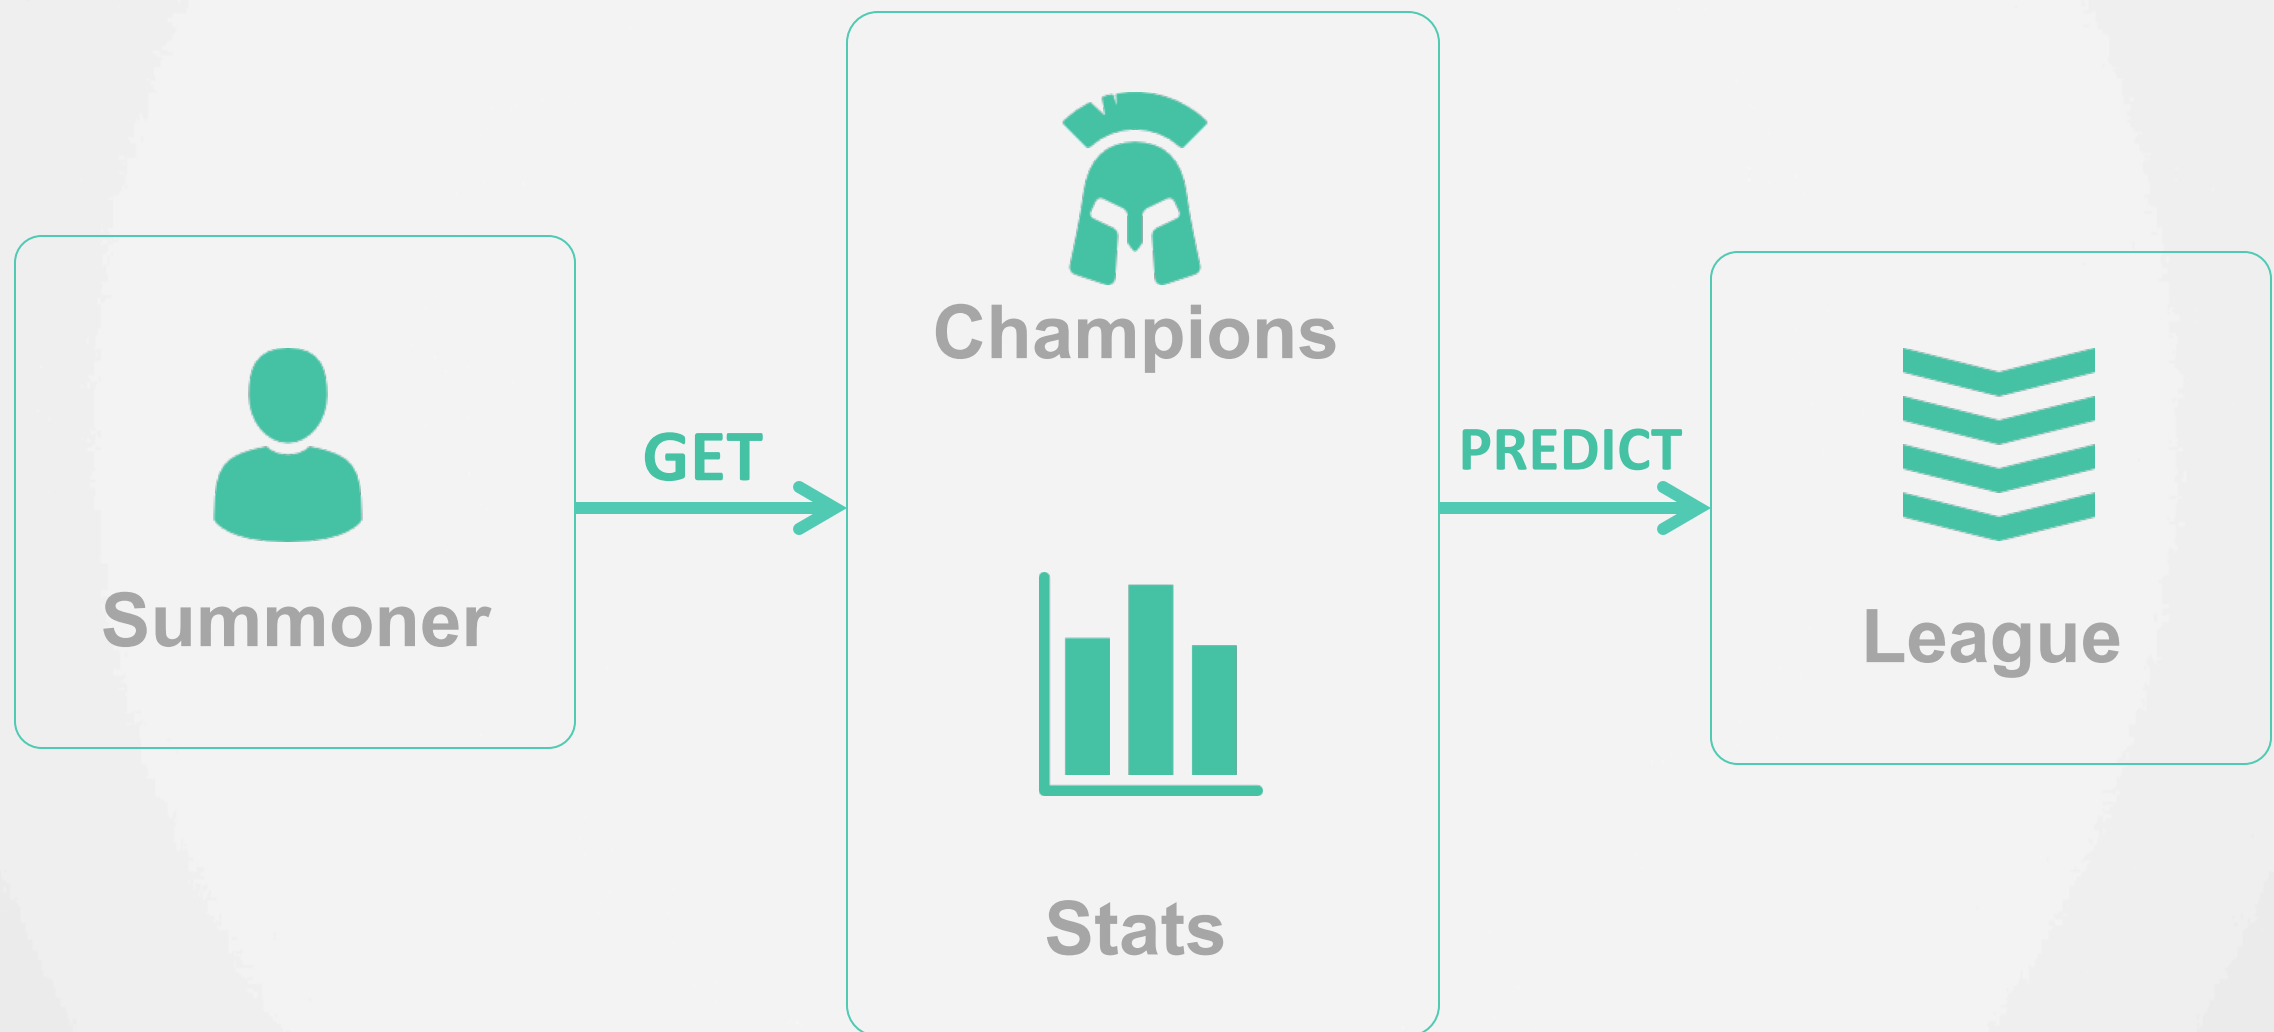 Summoner
GET
Champions
Stats
PREDICT
League